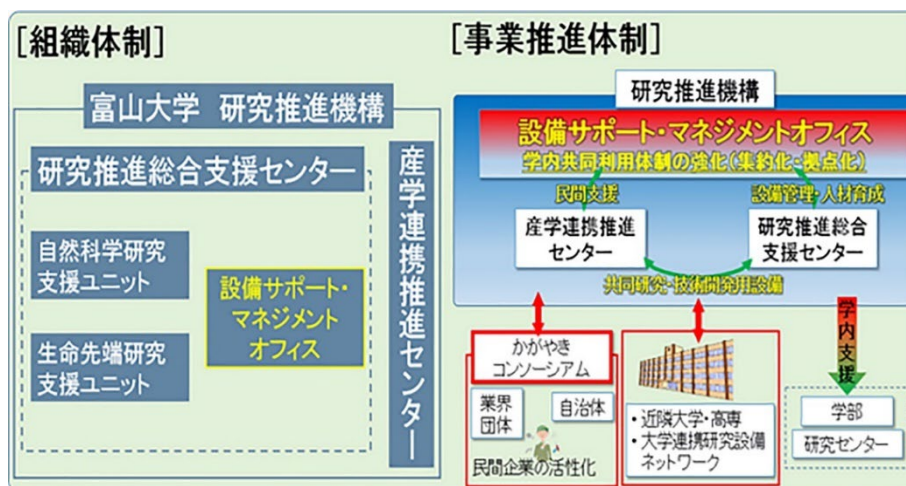 [組織体制]
富山大学 研究推進機構
研究推進総合支援センター
自然科学研究
支援ユニット
生命先端研究
支援ユニット
設備サポート・
マネジメント
オフィス
産学連携推進センター
[事業推進体制]
研究推進機構
設備サポート・マネジメントオフィス
学内共同利用体制の強化(集約化・拠点化)
民間支援
設備管理・人材育成
産学連携推進
センター
研究推進総合
支援センター
共同研究・技術開発用設備
かがやき
コンソーシアム
業界
団体
自治体
民間企業の活性化
・近隣大学・高専
・大学連携研究設備
ネットワーク
学内支援
学部
研究センター